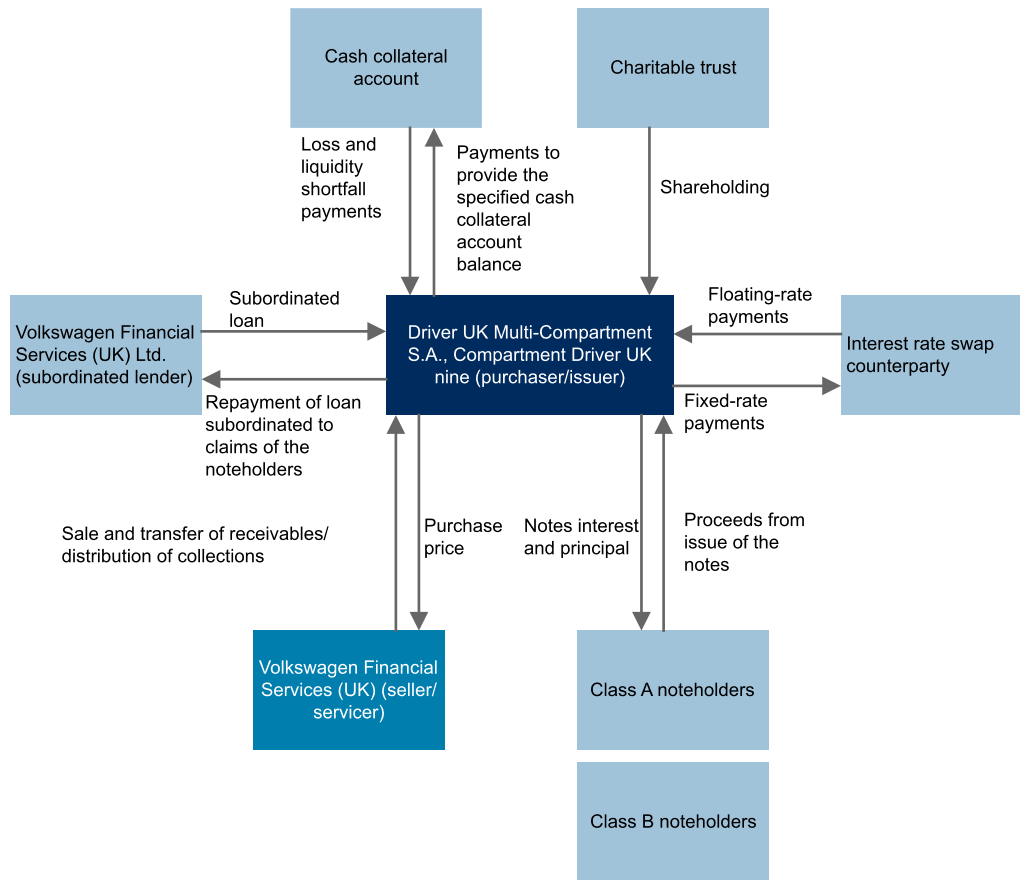 Cash collateral
account
Charitable trust
Loss and
liquidity
shortfall
payments
Payments to
provide the
specified cash
collateral
account
balance
Shareholding
Volkswagen Financial
Services (UK) Ltd.
(subordinated lender)
Subordinated
loan
Driver UK Multi-Compartment
S.A., Compartment Driver UK
nine (purchaser/issuer)
Floating-rate
payments
Interest rate swap
counterparty
Repayment of loan
subordinated to
claims of the
noteholders
Fixed-rate
payments
Sale and transfer of receivables/
distribution of collections
Purchase
price
Notes interest
and principal
Proceeds from
issue of the
notes
Volkswagen Financial
Services (UK) (seller/
servicer)
Class A noteholders
Class B noteholders